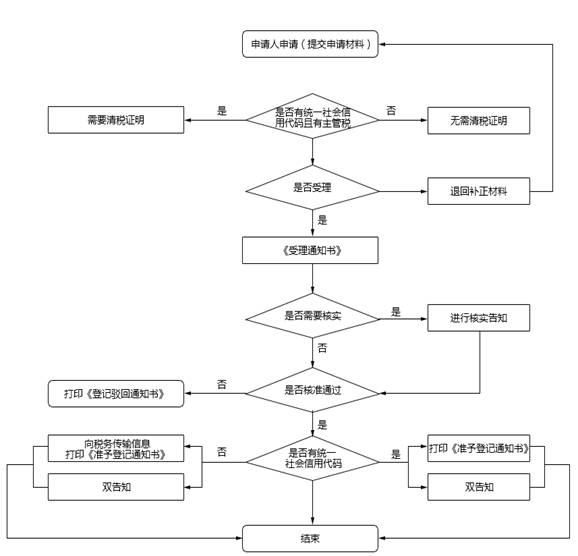 申请人申请（提交申请材料）
是
是否有统一社会信
用代码且有主管税
否
需要清税证明
无需清税证明
是否受理
退回补正材料
是
《受理通知书》
是否需要核实
是
进行核实告知
否
打印《登记驳回通知书》
否
是否核准通过
是
向税务传输信息
打印《准予登记通知书》
否
是否有统一
社会信用代码
是
打印《准予登记通知书》
双告知
双告知
结束